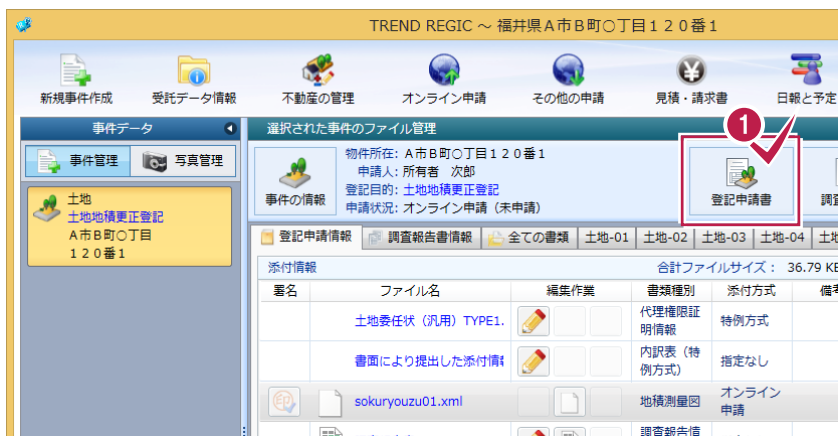 TREND REGIC ～ 福井県A市B町○丁目120番1
新規事件作成 受託データ情報 不動産の管理 オンライン申請 その他の申請 見積・請求書 日報と予定
事件データ 選択された事件のファイル管理
事件管理 写真管理
土地
土地地積更正登記
A市B町○丁目
120番1
事件の情報
物件所在: A市B町○丁目120番1
申請人: 所有者 次郎
登記目的: 土地地積更正登記
申請状況: オンライン申請（未申請）
1
登記申請書
登記申請情報 調査報告書情報 全ての書類 土地-01 土地-02 土地-03 土地-04
添付情報 合計ファイルサイズ： 36.79 KB
署名 ファイル名 編集作業 書類種別 添付方式
土地委任状（汎用）TYPE1. 代理権限証明情報 特例方式
書面により提出した添付情 内訳表（特例方式） 指定なし
sokuryouzu01.xml 地積測量図 オンライン申請
調査報告情